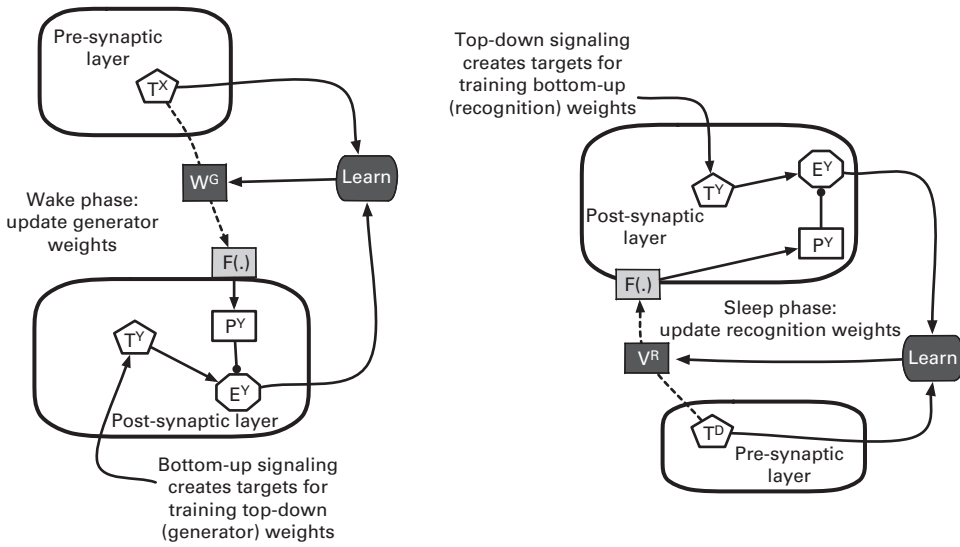 Pre-synaptic
layer
T^X
W^G
Learn
Wake phase:
update generator
weights
F(.)
P^Y
T^Y
E^Y
Post-synaptic layer
Bottom-up signaling
creates targets for
training top-down
(generator) weights
Top-down signaling
creates targets for
training bottom-up
(recognition) weights
E^Y
T^Y
Post-synaptic
layer
P^Y
F(.)
Sleep phase:
update recognition weights
V^R
Learn
T^D
Pre-synaptic
layer